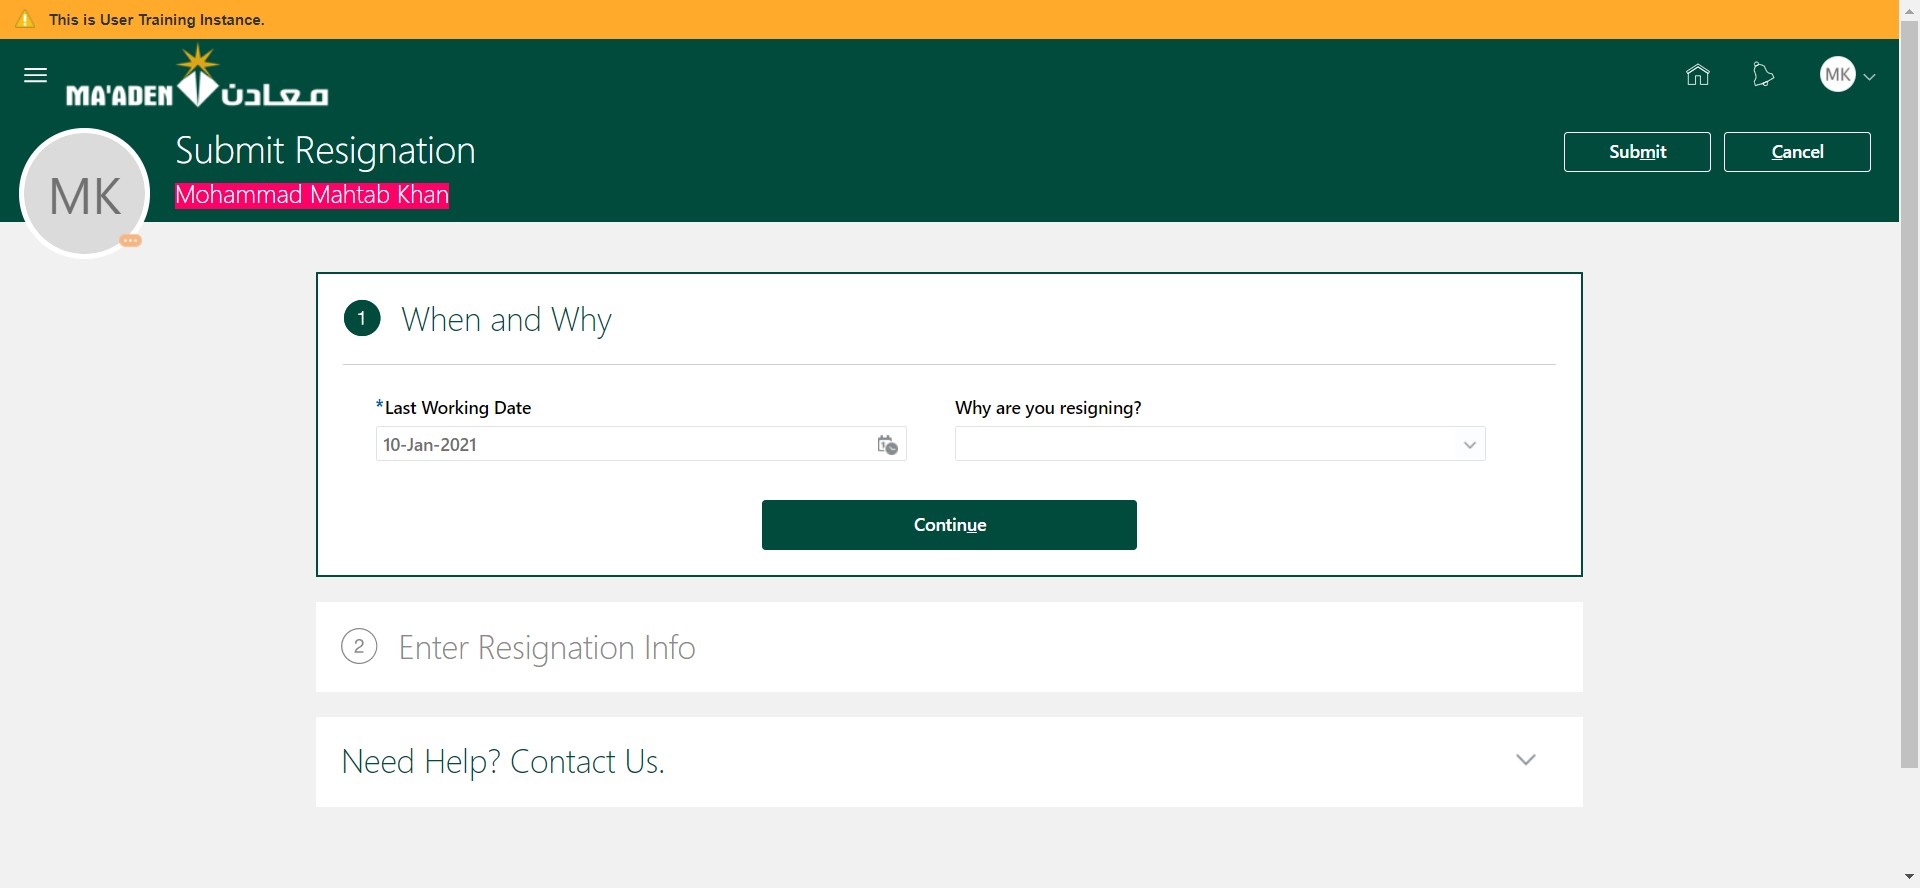 This is User Training Instance.
MA'ADEN معادن
MK
MK
Submit Resignation
Mohammad Mahtab Khan
Submit
Cancel
1 When and Why
*Last Working Date
10-Jan-2021
Why are you resigning?
Continue
2 Enter Resignation Info
Need Help? Contact Us.